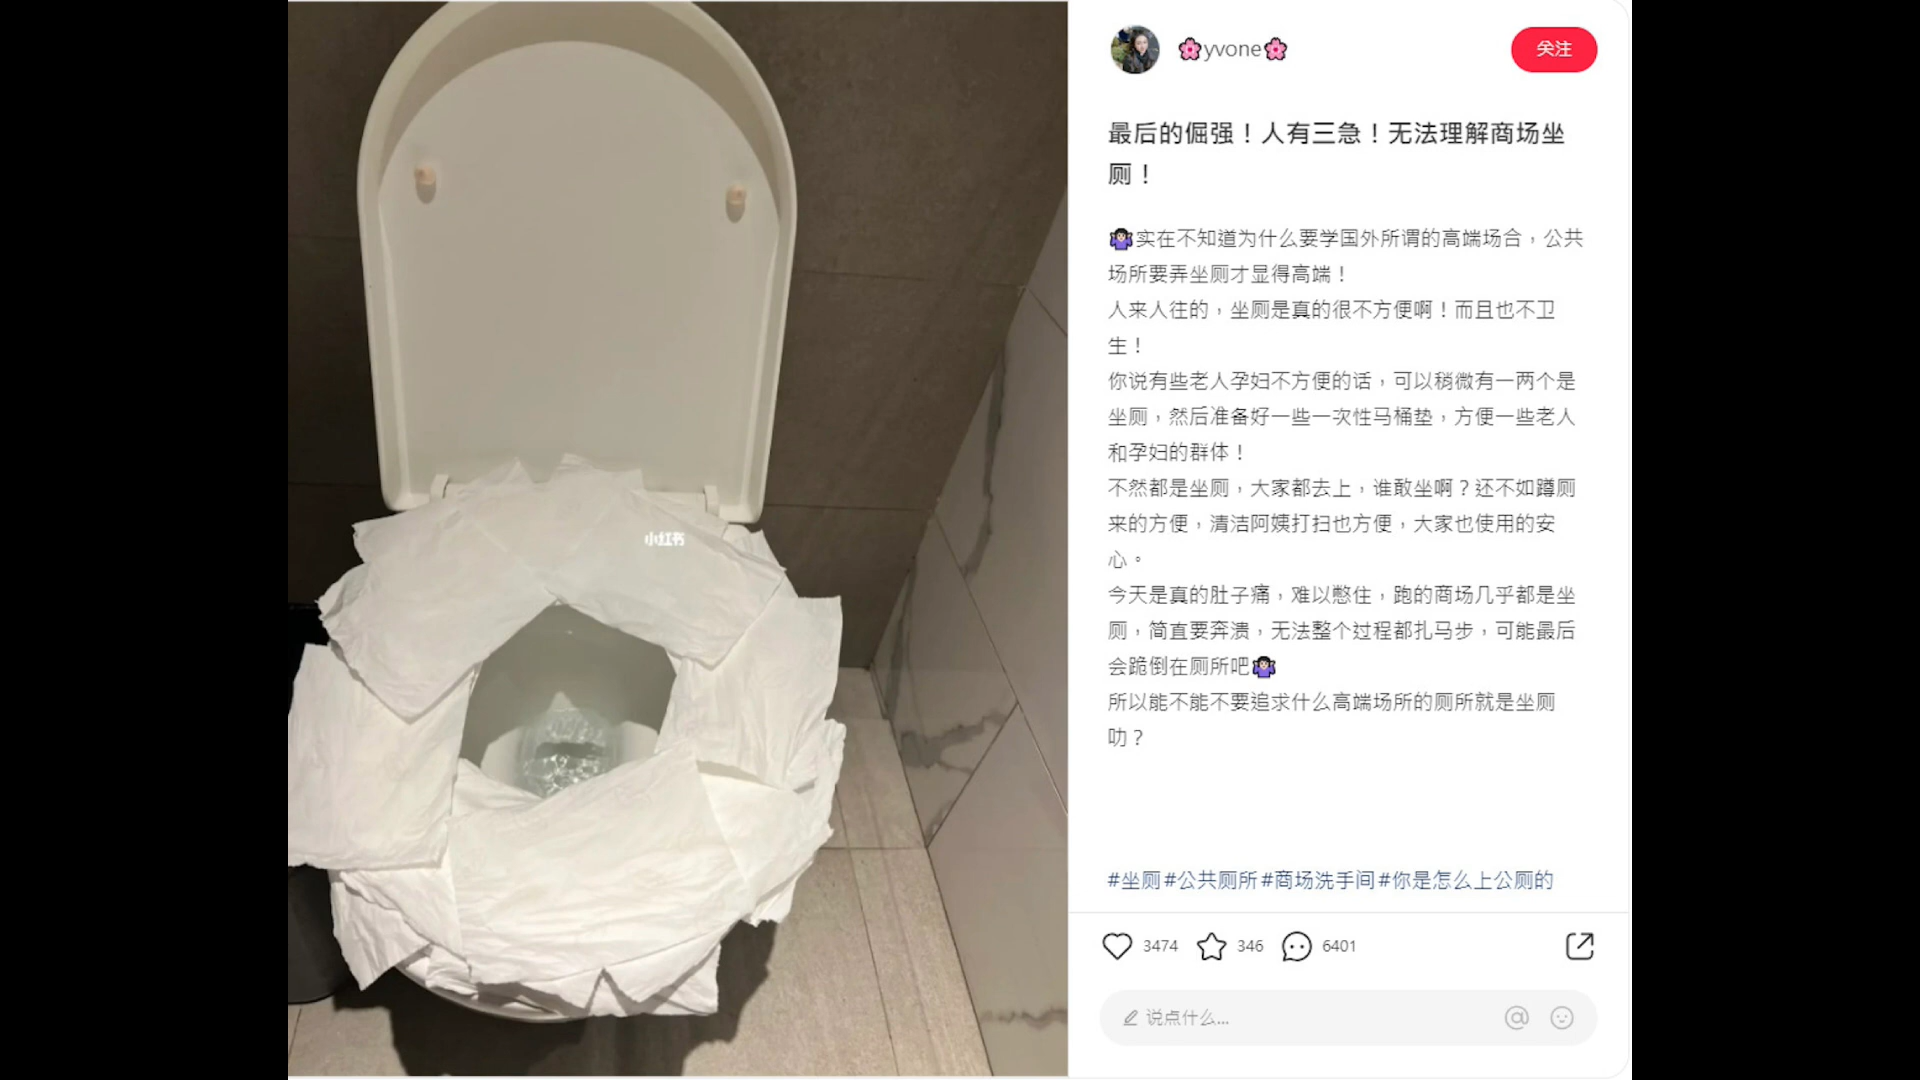 小红书
🌸yvone🌸
关注
最后的倔强！人有三急！无法理解商场坐
厕！
🤷🏻‍♀️实在不知道为什么要学国外所谓的高端场合，公共
场所要弄坐厕才显得高端！
人来人往的，坐厕是真的很不方便啊！而且也不卫
生！
你说有些老人孕妇不方便的话，可以稍微有一两个是
坐厕，然后准备好一些一次性马桶垫，方便一些老人
和孕妇的群体！
不然都是坐厕，大家都去上，谁敢坐啊？还不如蹲厕
来的方便，清洁阿姨打扫也方便，大家也使用的安
心。
今天是真的肚子痛，难以憋住，跑的商场几乎都是坐
厕，简直要奔溃，无法整个过程都扎马步，可能最后
会跪倒在厕所吧🤷🏻‍♀️
所以能不能不要追求什么高端场所的厕所就是坐厕
叻？
#坐厕#公共厕所#商场洗手间#你是怎么上公厕的
3474 346 6401
说点什么...